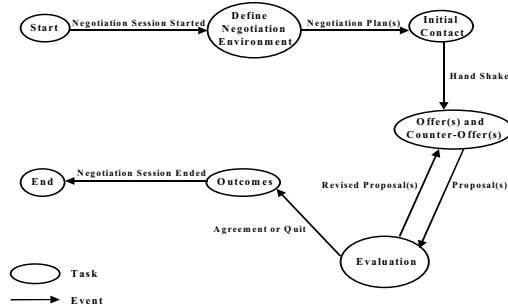 Start
Negotiation Session Started
Define
Negotiation
Environment
Negotiation Plan(s)
Initial
Contact
Hand Shake
Offer(s) and
Counter-Offer(s)
End
Negotiation Session Ended
Outcomes
Revised Proposal(s)
Proposal(s)
Agreement or Quit
Evaluation
Task
Event